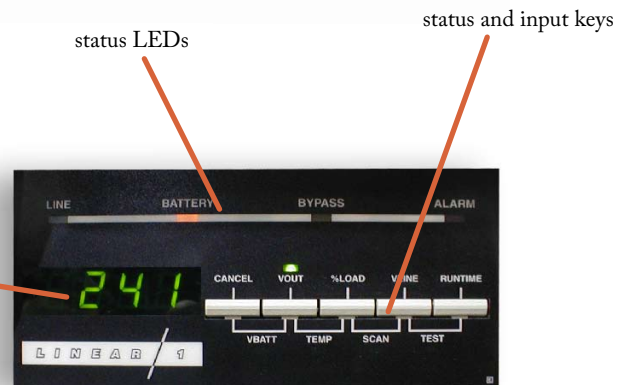 status and input keys
status LEDs
LINE BATTERY BYPASS ALARM
241
CANCEL VOUT %LOAD VLINE RUNTIME
VBATT TEMP SCAN TEST
LINEAR/1